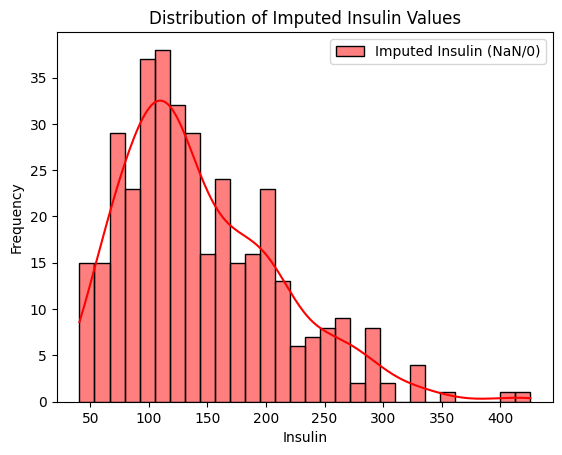 Distribution of Imputed Insulin Values
Imputed Insulin (NaN/0)
Frequency
35
30
25
20
15
10
5
0
50 100 150 200 250 300 350 400
Insulin